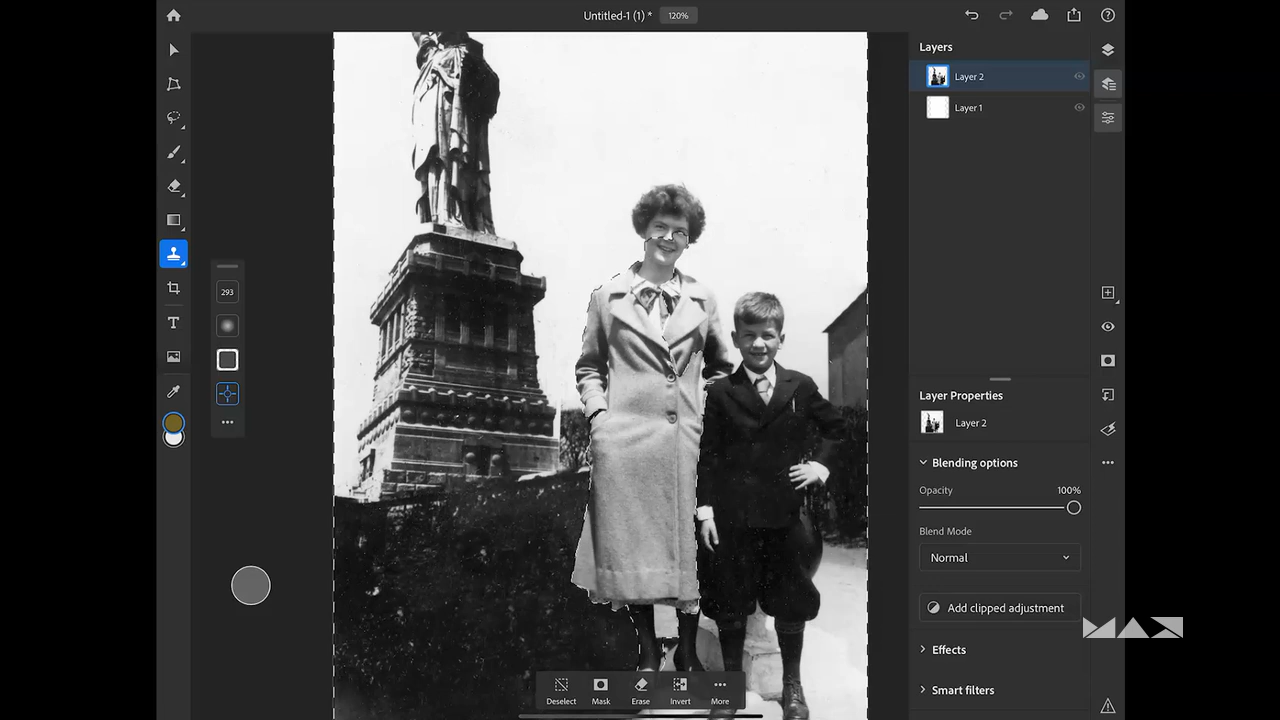 Untitled-1 (1) * 120%
Layers
Layer 2
Layer 1
293
Layer Properties
Layer 2
Blending options
Opacity 100%
Blend Mode
Normal
Add clipped adjustment
MAX
Effects
Deselect Mask Erase Invert More
Smart filters